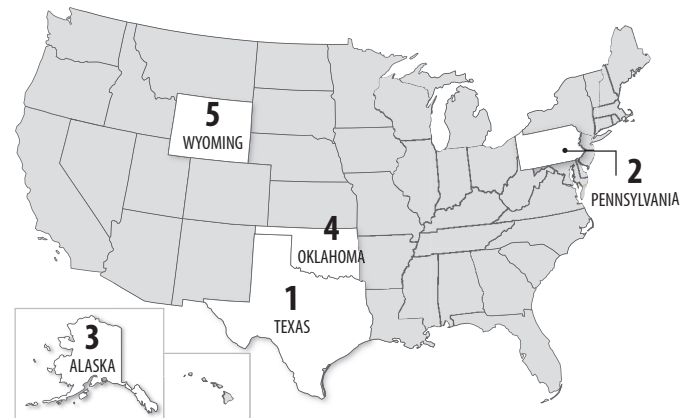 5
WYOMING
2
PENNSYLVANIA
4
OKLAHOMA
1
TEXAS
3
ALASKA